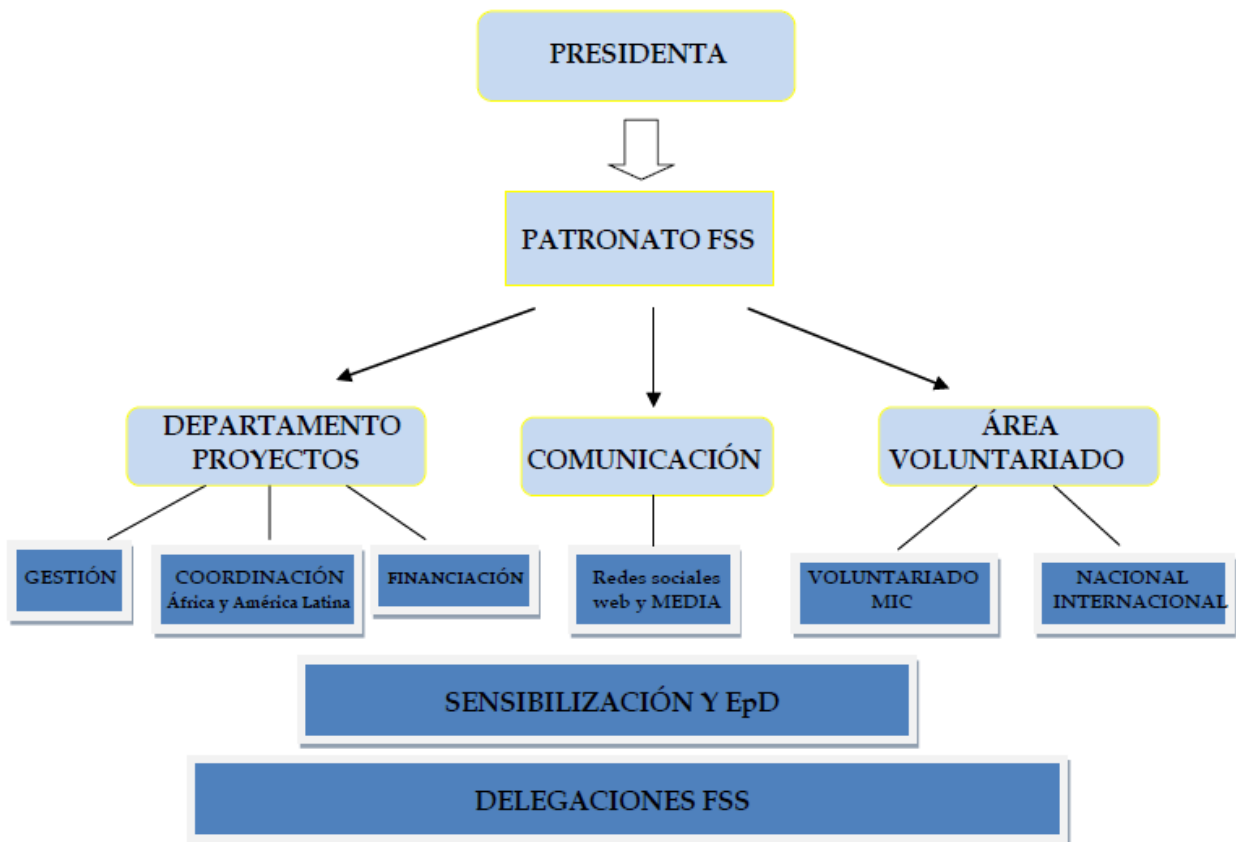 PRESIDENTA
PATRONATO FSS
DEPARTAMENTO
PROYECTOS
COMUNICACIÓN
ÁREA
VOLUNTARIADO
GESTIÓN
COORDINACIÓN
África y América Latina
FINANCIACIÓN
Redes sociales
web y MEDIA
VOLUNTARIADO
MIC
NACIONAL
INTERNACIONAL
SENSIBILIZACIÓN Y EpD
DELEGACIONES FSS